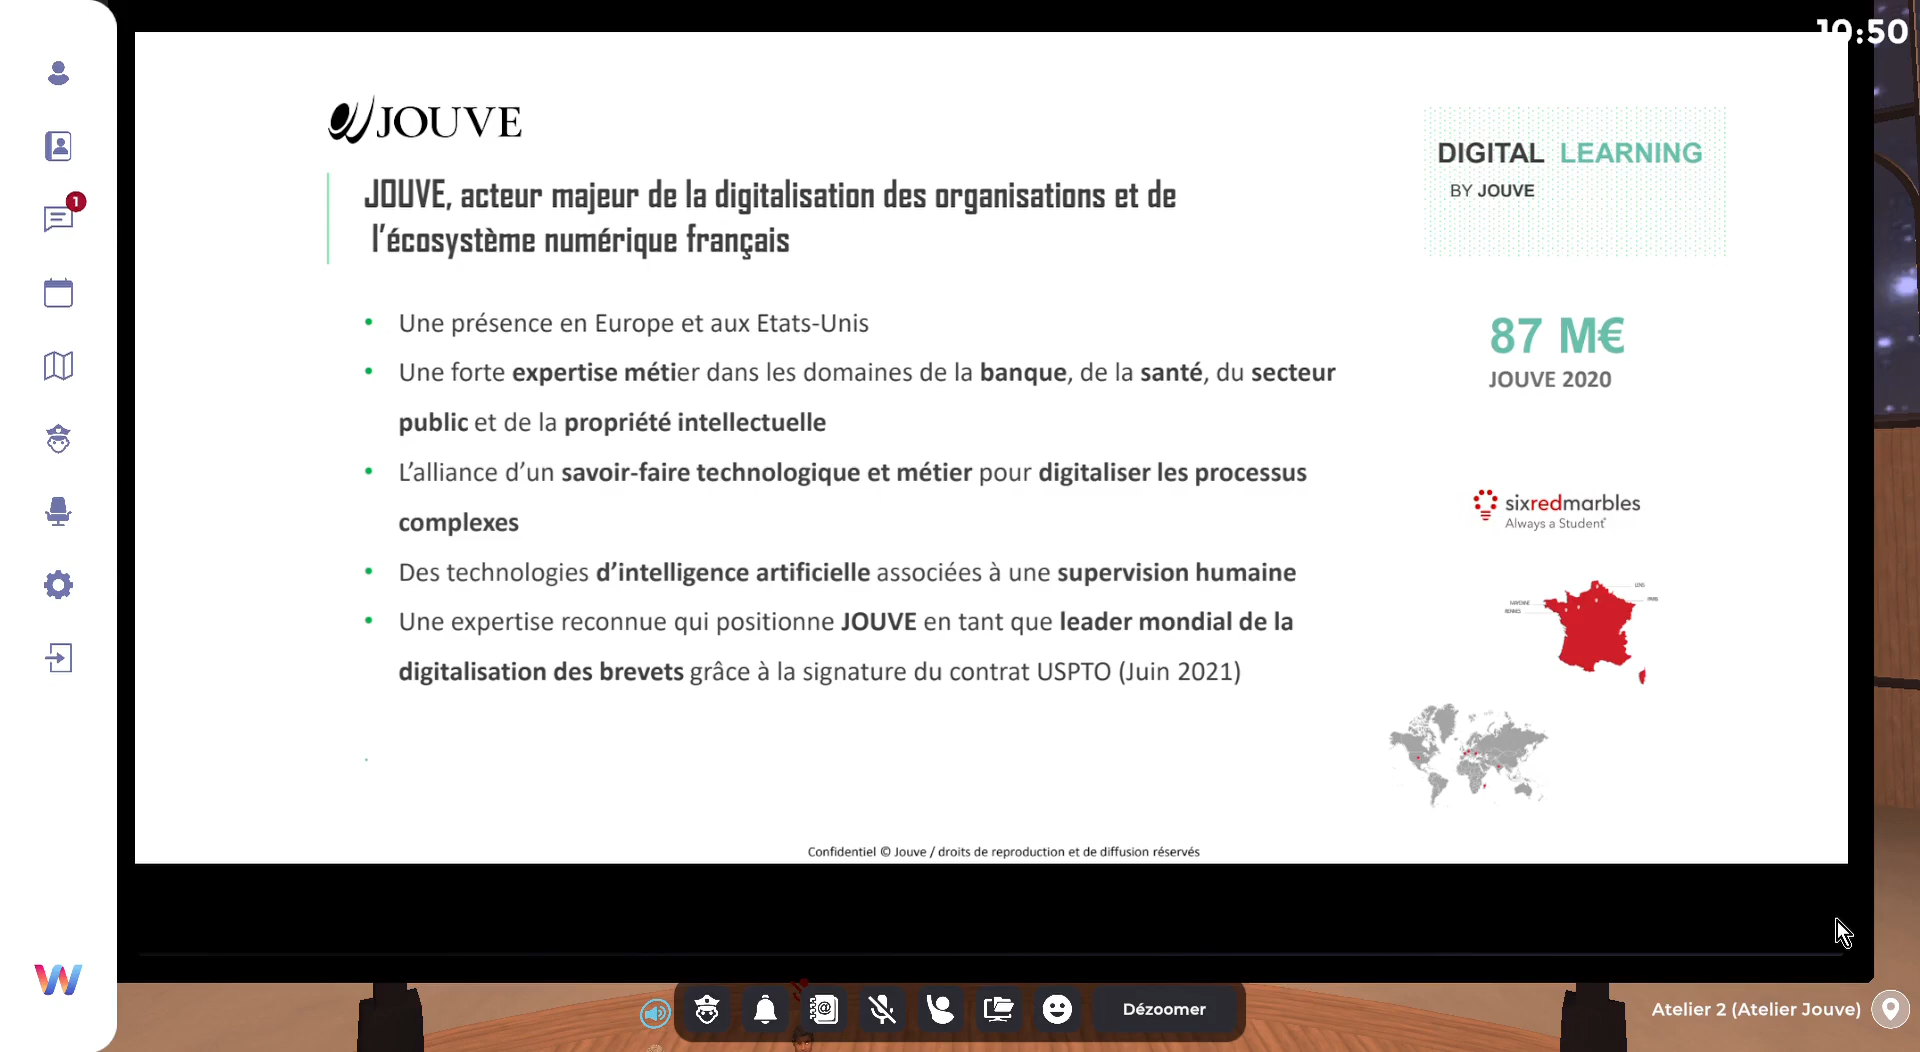 10:50
1
JOUVE
DIGITAL LEARNING
BY JOUVE
JOUVE, acteur majeur de la digitalisation des organisations et de
l’écosystème numérique français
• Une présence en Europe et aux Etats-Unis
• Une forte expertise métier dans les domaines de la banque, de la santé, du secteur
public et de la propriété intellectuelle
• L’alliance d’un savoir-faire technologique et métier pour digitaliser les processus
complexes
• Des technologies d’intelligence artificielle associées à une supervision humaine
• Une expertise reconnue qui positionne JOUVE en tant que leader mondial de la
digitalisation des brevets grâce à la signature du contrat USPTO (Juin 2021)
87 M€
JOUVE 2020
sixredmarbles
Always a Student
LENS
PARIS
MAYENNE
RENNES
Confidentiel © Jouve / droits de reproduction et de diffusion réservés
W
Dézoomer
Atelier 2 (Atelier Jouve)